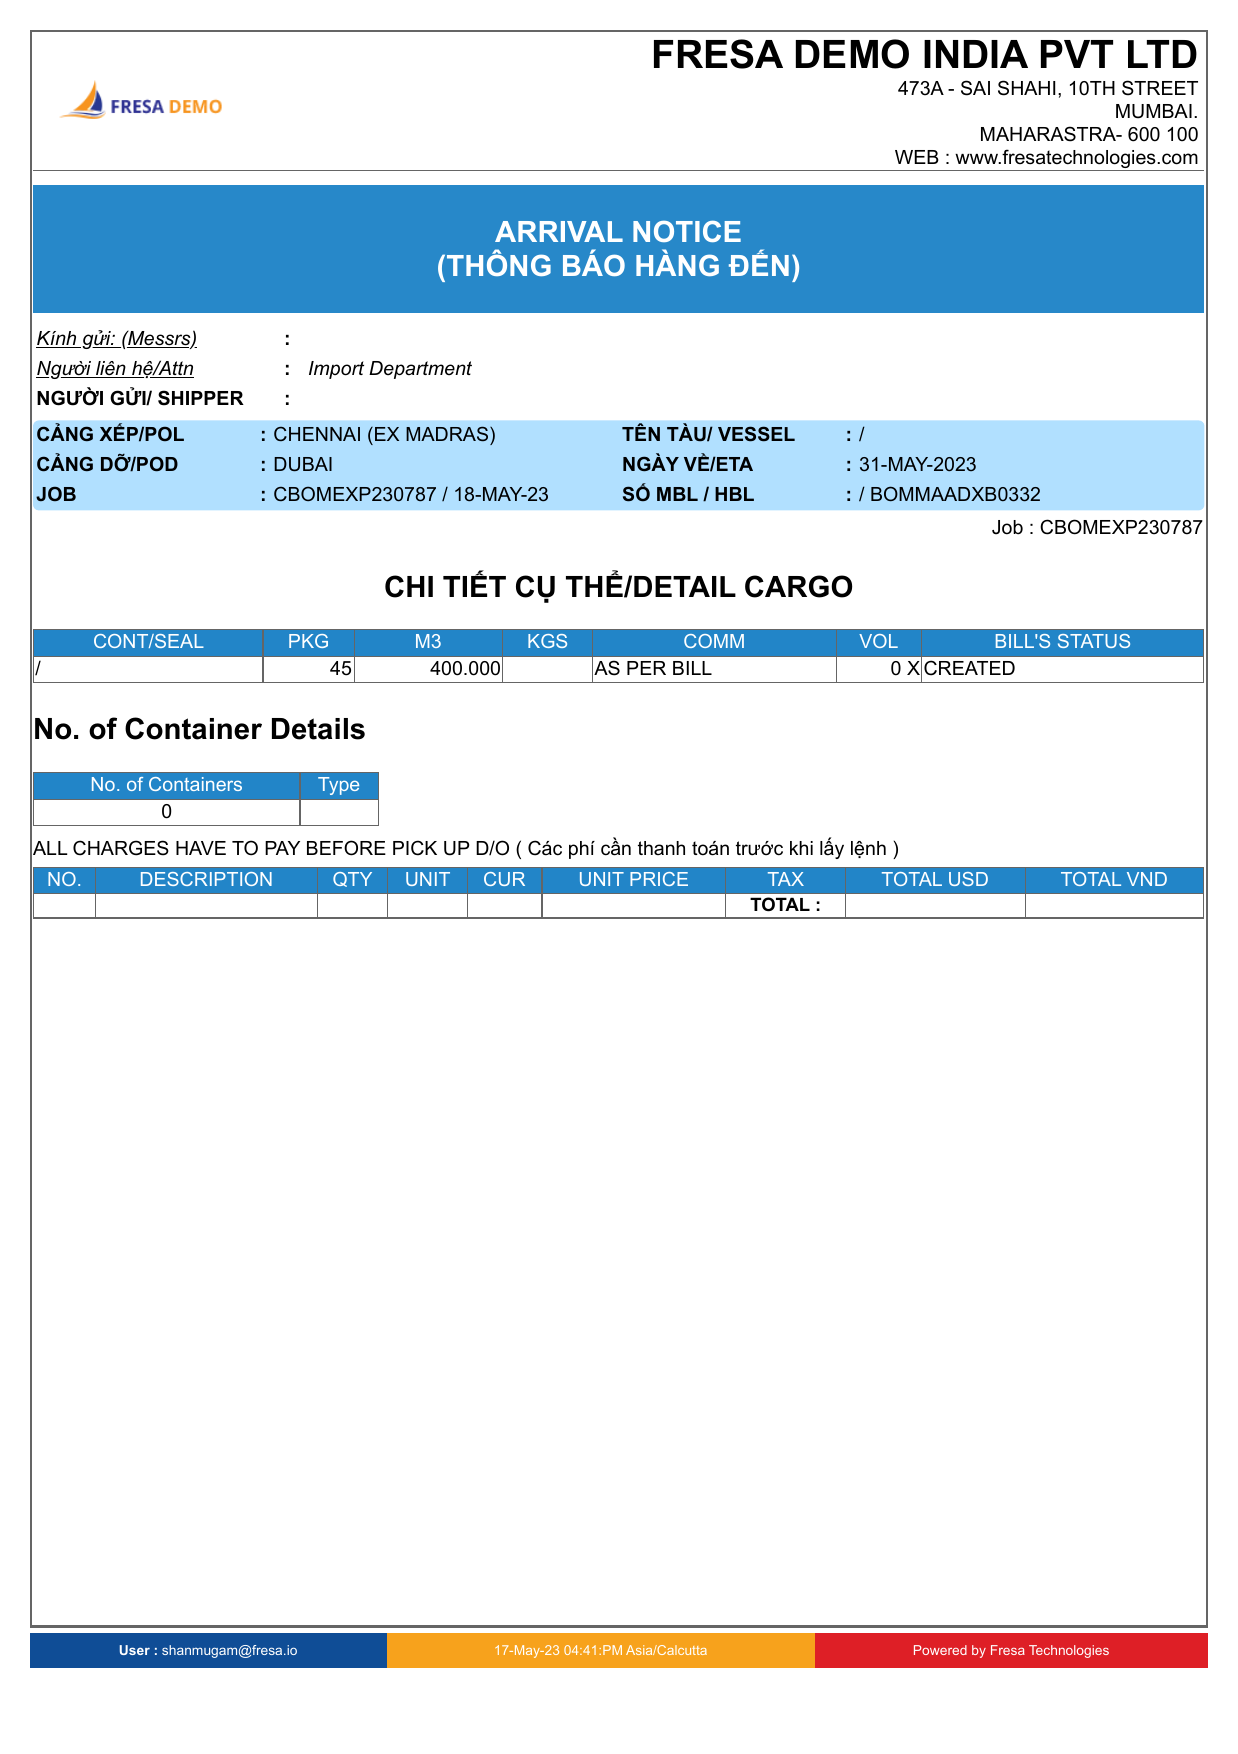 FRESA DEMO INDIA PVT LTD
FRESA DEMO
473A - SAI SHAHI, 10TH STREET
MUMBAI.
MAHARASTRA- 600 100
WEB : www.fresatechnologies.com
ARRIVAL NOTICE
(THÔNG BÁO HÀNG ĐẾN)
Kính gửi: (Messrs) :
Người liên hệ/Attn : Import Department
NGƯỜI GỬI/ SHIPPER :
CẢNG XẾP/POL : CHENNAI (EX MADRAS) TÊN TÀU/ VESSEL : /
CẢNG DỠ/POD : DUBAI NGÀY VỀ/ETA : 31-MAY-2023
JOB : CBOMEXP230787 / 18-MAY-23 SỐ MBL / HBL : / BOMMAADXB0332
Job : CBOMEXP230787
CHI TIẾT CỤ THỂ/DETAIL CARGO
CONT/SEAL PKG M3 KGS COMM VOL BILL'S STATUS
/ 45 400.000 AS PER BILL 0 X CREATED
No. of Container Details
No. of Containers Type
0
ALL CHARGES HAVE TO PAY BEFORE PICK UP D/O ( Các phí cần thanh toán trước khi lấy lệnh )
NO. DESCRIPTION QTY UNIT CUR UNIT PRICE TAX TOTAL USD TOTAL VND
TOTAL :
User : shanmugam@fresa.io 17-May-23 04:41:PM Asia/Calcutta Powered by Fresa Technologies